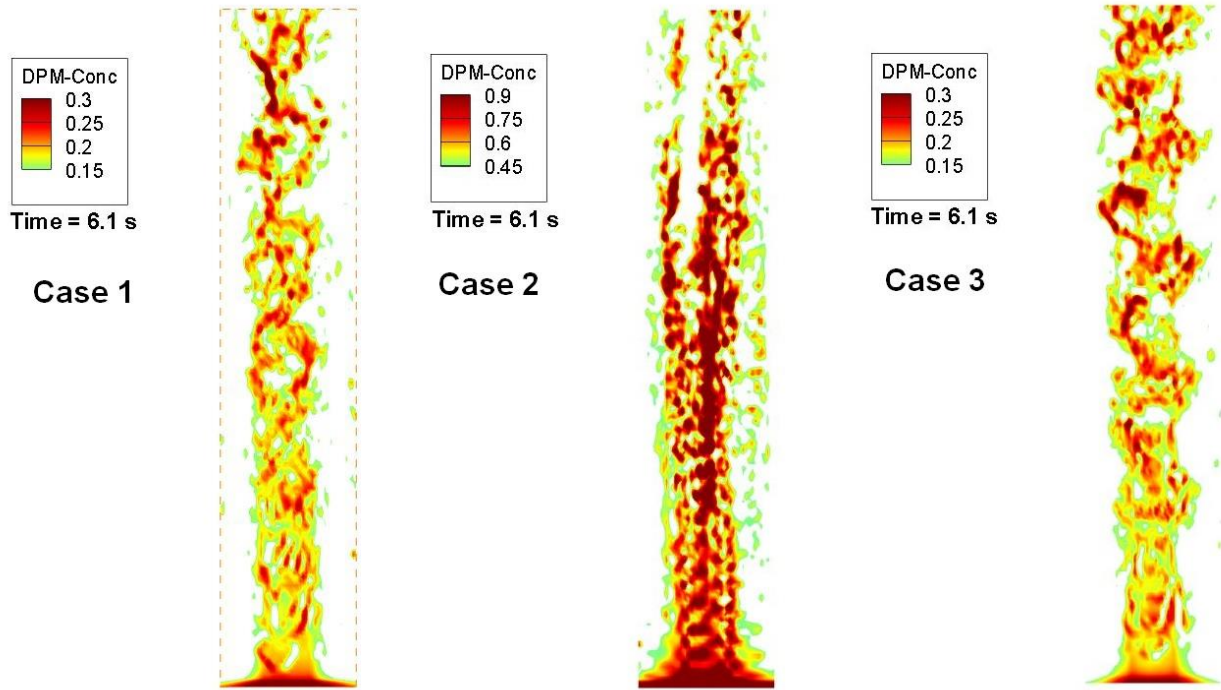 DPM-Conc
0.3
0.25
0.2
0.15
Time = 6.1 s
Case 1
DPM-Conc
0.9
0.75
0.6
0.45
Time = 6.1 s
Case 2
DPM-Conc
0.3
0.25
0.2
0.15
Time = 6.1 s
Case 3